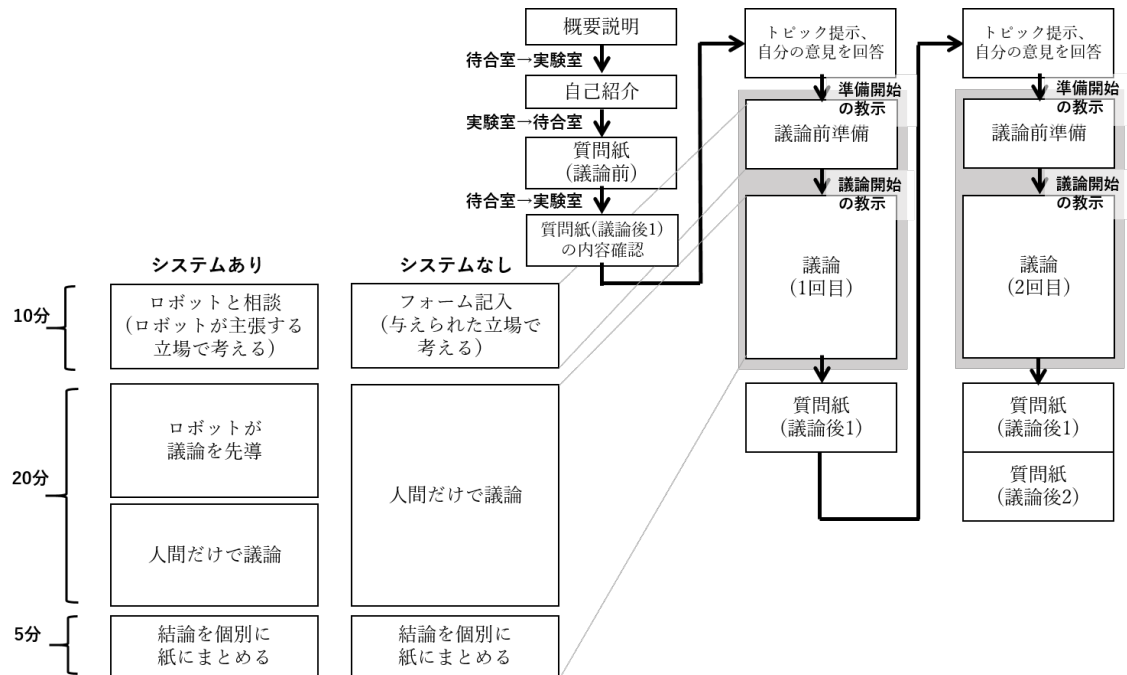 概要説明
待合室→実験室
自己紹介
実験室→待合室
質問紙
(議論前)
待合室→実験室
質問紙(議論後1)
の内容確認
トピック提示、
自分の意見を回答
準備開始
の教示
議論前準備
議論開始
の教示
議論
(1回目)
質問紙
(議論後1)
トピック提示、
自分の意見を回答
準備開始
の教示
議論前準備
議論開始
の教示
議論
(2回目)
質問紙
(議論後1)
質問紙
(議論後2)
システムあり
システムなし
10分
ロボットと相談
(ロボットが主張する
立場で考える)
フォーム記入
(与えられた立場で
考える)
20分
ロボットが
議論を先導
人間だけで議論
人間だけで議論
5分
結論を個別に
紙にまとめる
結論を個別に
紙にまとめる